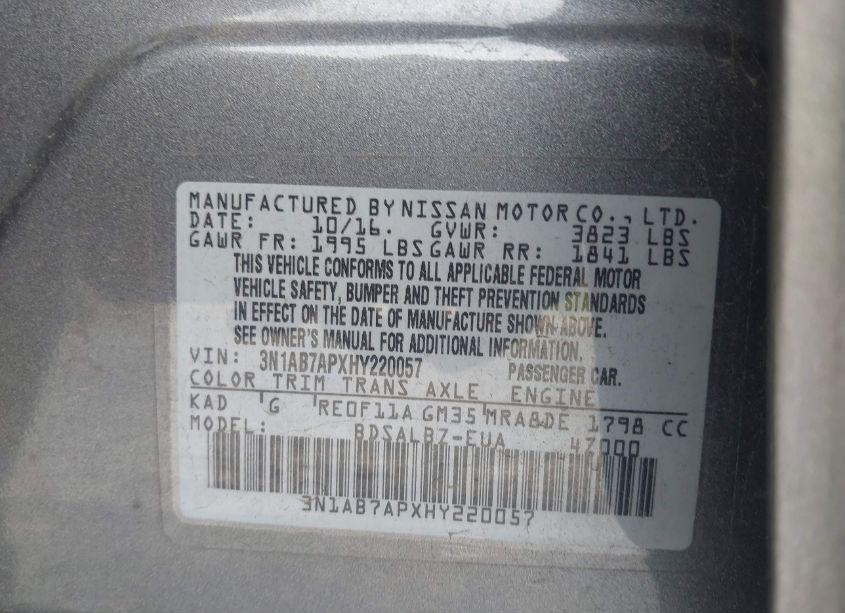 MANUFACTURED BY NISSAN MOTOR CO., LTD.
DATE: 10/16. GVWR: 3823 LBS
GAWR FR: 1995 LBS GAWR RR: 1841 LBS
THIS VEHICLE CONFORMS TO ALL APPLICABLE FEDERAL MOTOR
VEHICLE SAFETY, BUMPER AND THEFT PREVENTION STANDARDS
IN EFFECT ON THE DATE OF MANUFACTURE SHOWN ABOVE.
SEE OWNER'S MANUAL FOR ADDITIONAL INFORMATION.
VIN: 3N1AB7APXHY220057 PASSENGER CAR.
COLOR TRIM TRANS AXLE ENGINE
KAD G RE0F11A GM35 MRA8DE 1798 CC
MODEL: BDSALBZ-EUA 47000
3N1AB7APXHY220057